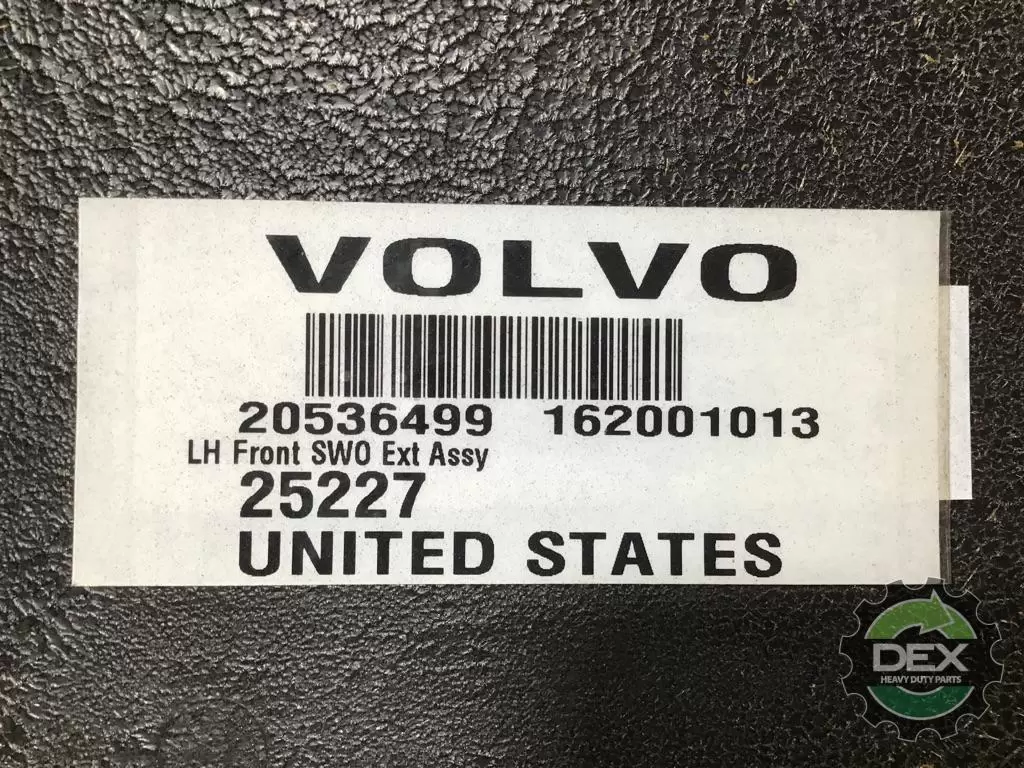 VOLVO
20536499 162001013
LH Front SWO Ext Assy
25227
UNITED STATES
DEX
HEAVY DUTY PARTS